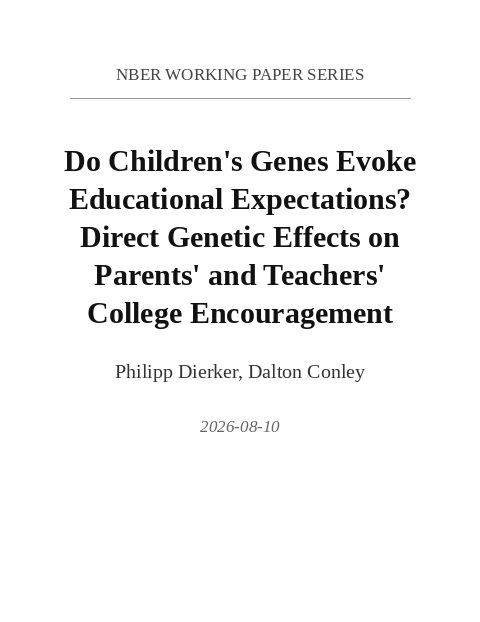 NBER WORKING PAPER SERIES
Do Children's Genes Evoke
Educational Expectations?
Direct Genetic Effects on
Parents' and Teachers'
College Encouragement
Philipp Dierker, Dalton Conley
2026-08-10